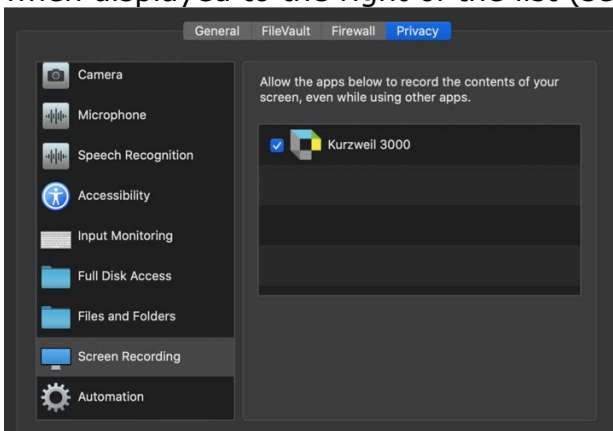 General FileVault Firewall Privacy
Camera
Microphone
Speech Recognition
Accessibility
Input Monitoring
Full Disk Access
Files and Folders
Screen Recording
Automation
Allow the apps below to record the contents of your
screen, even while using other apps.
Kurzweil 3000